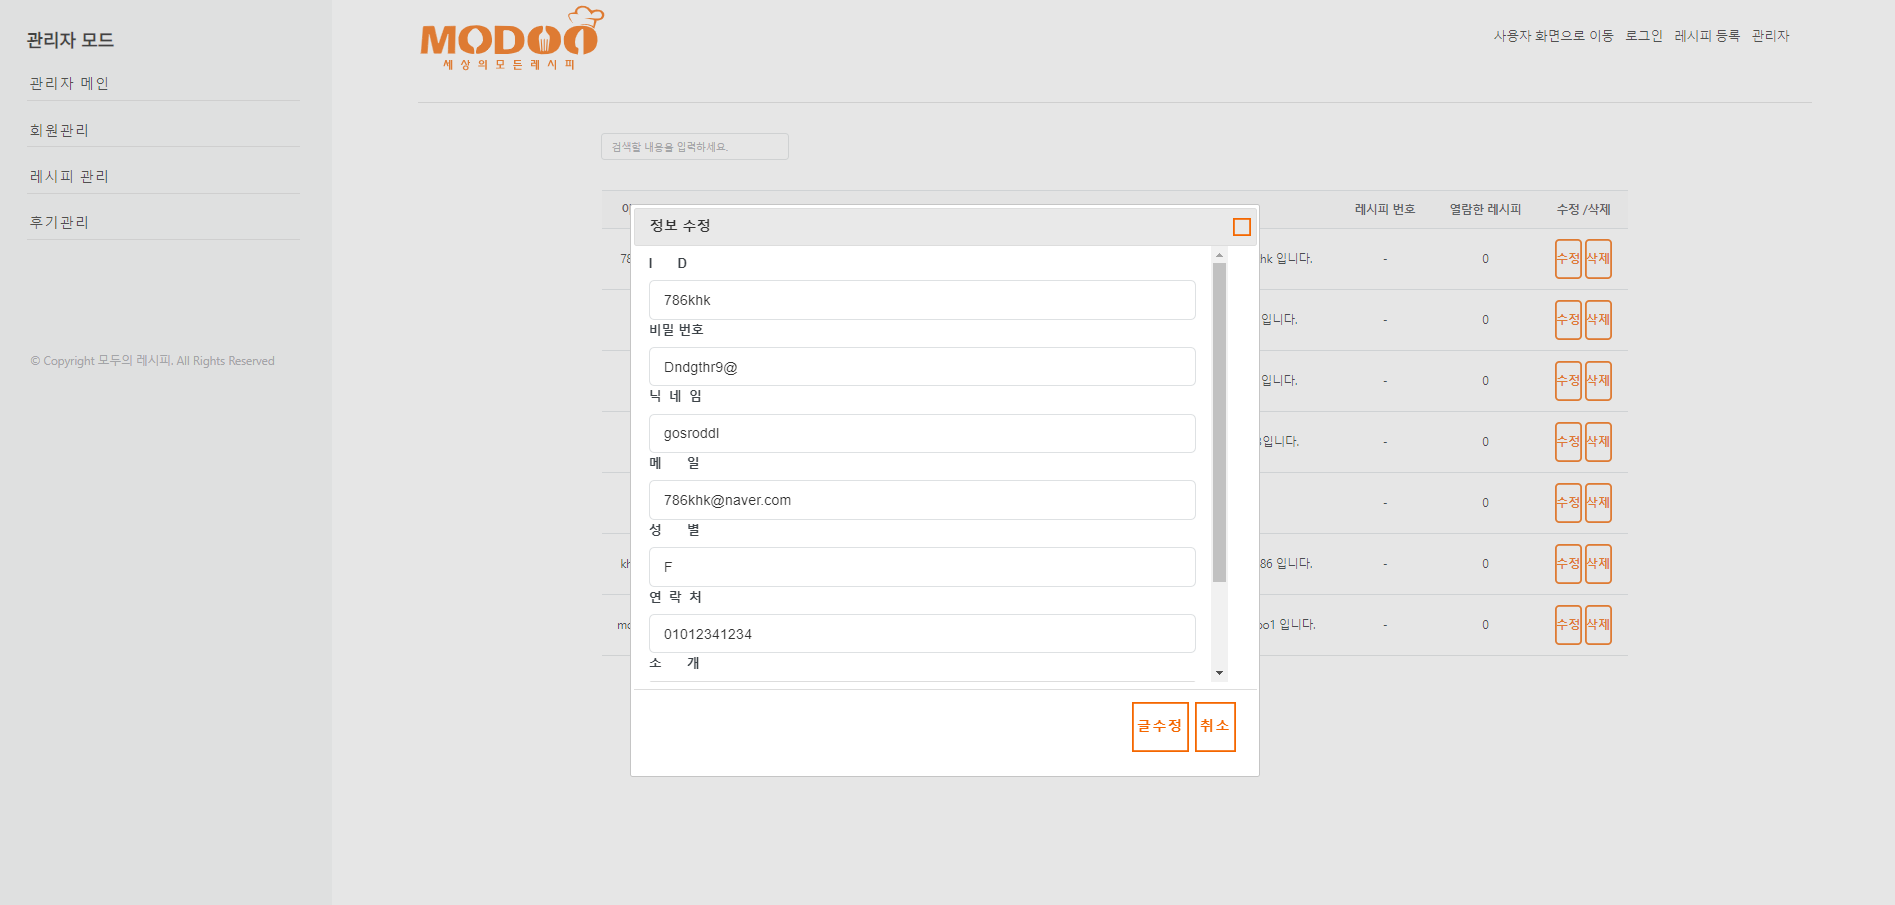 관리자 모드
관리자 메인
회원관리
레시피 관리
후기관리
© Copyright 모두의 레시피. All Rights Reserved
MODOO
세상의모든레시피
사용자 화면으로 이동 로그인 레시피 등록 관리자
검색할 내용을 입력하세요.
레시피 번호 열람한 레시피 수정 /삭제
입니다. - 0 수정 삭제
입니다. - 0 수정 삭제
입니다. - 0 수정 삭제
입니다. - 0 수정 삭제
- 0 수정 삭제
입니다. - 0 수정 삭제
입니다. - 0 수정 삭제
정보 수정
I D
786khk
비밀 번호
Dndgthr9@
닉 네 임
gosroddl
메 일
786khk@naver.com
성 별
F
연 락 처
01012341234
소 개
글수정 취소